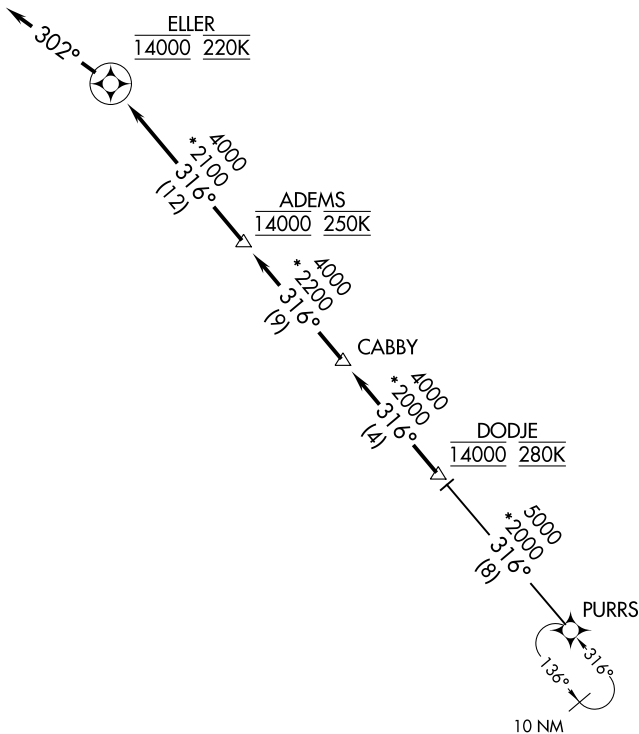 302°
ELLER
14000 220K
4000
*2100
316°
(12)
ADEMS
14000 250K
4000
*2200
316°
(9)
CABBY
4000
*2000
316°
(4)
DODJE
14000 280K
5000
*2000
316°
(8)
PURRS
316°
136°
10 NM